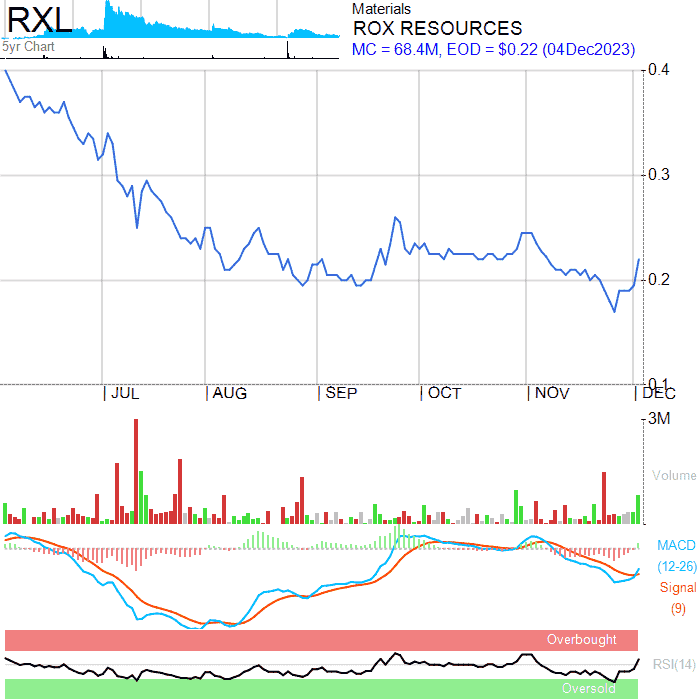 RXL
5yr Chart
Materials
ROX RESOURCES
MC = 68.4M, EOD = $0.22 (04Dec2023)
0.4
0.3
0.2
0.1
JUL AUG SEP OCT NOV DEC
3M
Volume
MACD
(12-26)
Signal
(9)
Overbought
RSI(14)
Oversold